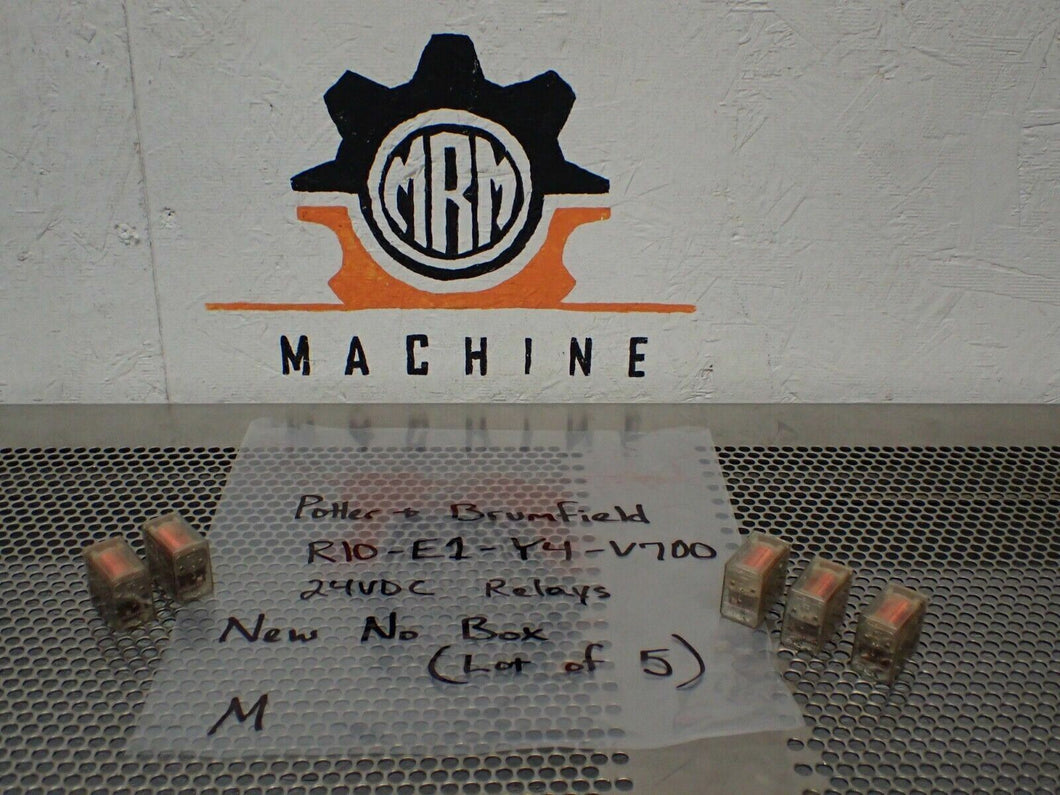 MRM
MACHINE
Potter + Brumfield
R10-E1-Y4-V700
24VDC Relays
New No Box
(Lot of 5)
M